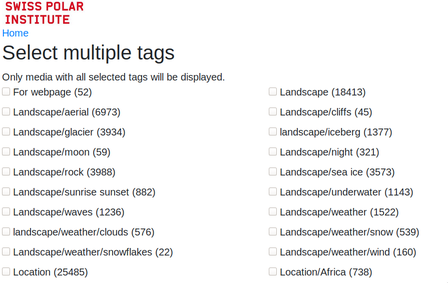 SWISS POLAR
INSTITUTE
Home
Select multiple tags
Only media with all selected tags will be displayed.
For webpage (52)
Landscape (18413)
Landscape/aerial (6973)
Landscape/cliffs (45)
Landscape/glacier (3934)
landscape/iceberg (1377)
Landscape/moon (59)
Landscape/night (321)
Landscape/rock (3988)
Landscape/sea ice (3573)
Landscape/sunrise sunset (882)
Landscape/underwater (1143)
Landscape/waves (1236)
Landscape/weather (1522)
landscape/weather/clouds (576)
Landscape/weather/snow (539)
Landscape/weather/snowflakes (22)
Landscape/weather/wind (160)
Location (25485)
Location/Africa (738)